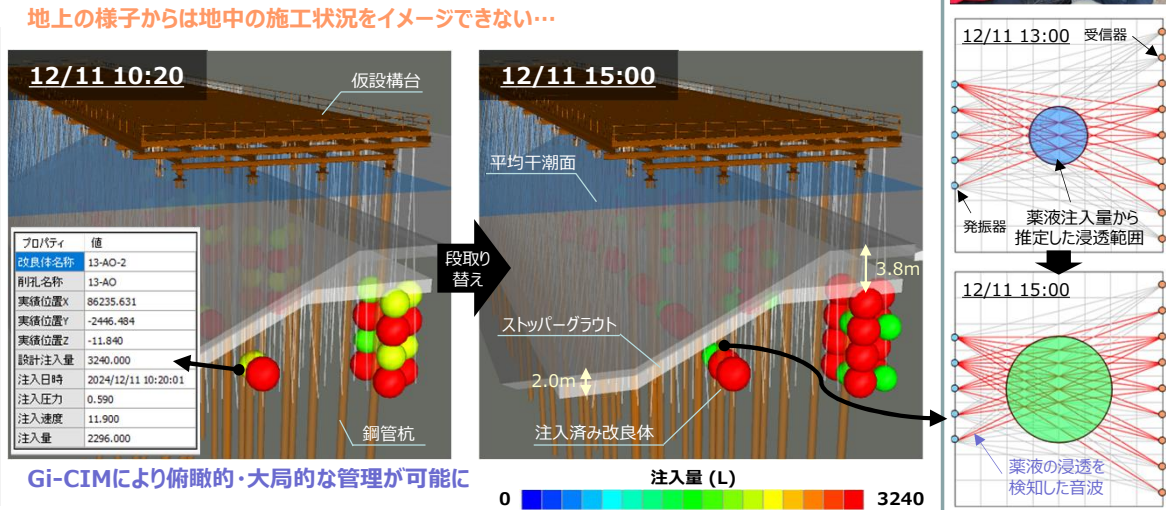 地上の様子からは地中の施工状況をイメージできない…
12/11 10:20
仮設構台
プロパティ 値
改良体名称 13-AO-2
削孔名称 13-AO
実績位置X 86235.631
実績位置Y -2446.484
実績位置Z -11.840
設計注入量 3240.000
注入日時 2024/12/11 10:20:01
注入圧力 0.590
注入速度 11.900
注入量 2296.000
鋼管杭
段取り
替え
12/11 15:00
平均干潮面
3.8m
ストッパーグラウト
2.0m
注入済み改良体
Gi-CIMにより俯瞰的・大局的な管理が可能に
注入量 (L)
0 3240
12/11 13:00
受信器
発振器
薬液注入量から
推定した浸透範囲
12/11 15:00
薬液の浸透を
検知した音波